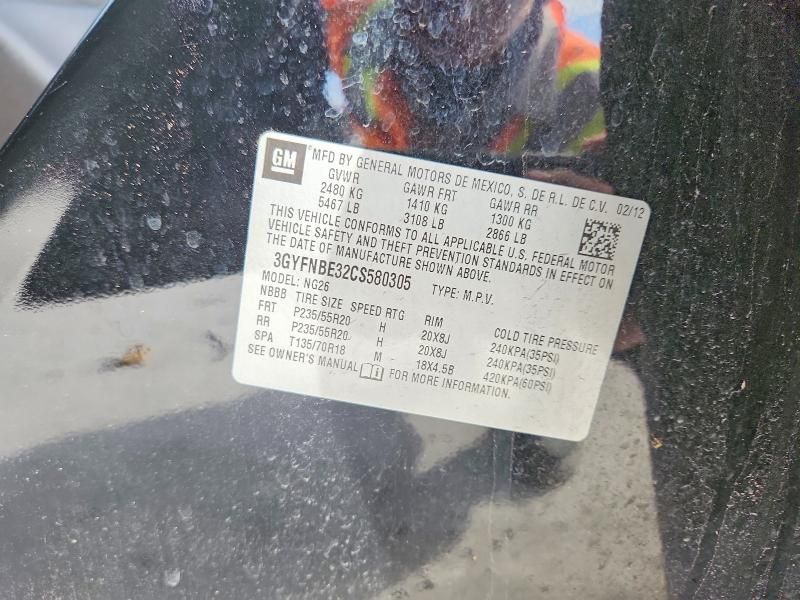 GM ®MFD BY GENERAL MOTORS DE MEXICO, S. DE R.L. DE C.V. 02/12
GVWR GAWR FRT GAWR RR
2480 KG 1410 KG 1300 KG
5467 LB 3108 LB 2866 LB
THIS VEHICLE CONFORMS TO ALL APPLICABLE U.S. FEDERAL MOTOR
VEHICLE SAFETY AND THEFT PREVENTION STANDARDS IN EFFECT ON
THE DATE OF MANUFACTURE SHOWN ABOVE.
3GYFNBE32CS580305 TYPE: M.P.V.
MODEL: NG26
NBBB TIRE SIZE SPEED RTG RIM COLD TIRE PRESSURE
FRT P235/55R20 H 20X8J 240KPA(35PSI)
RR P235/55R20 H 20X8J 240KPA(35PSI)
SPA T135/70R18 M 18X4.5B 420KPA(60PSI)
SEE OWNER'S MANUAL FOR MORE INFORMATION.